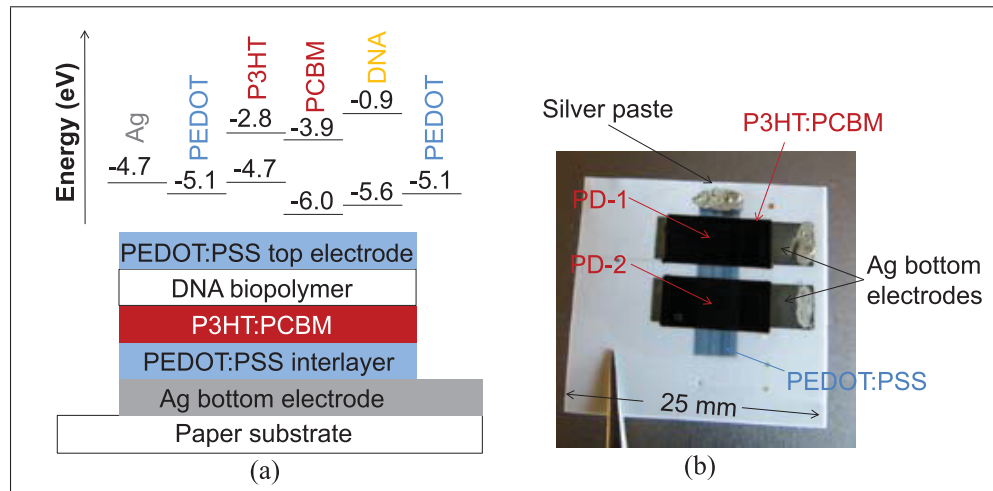 Energy (eV)
Ag
PEDOT
P3HT
PCBM
DNA
PEDOT
-4.7
-5.1
-2.8
-4.7
-3.9
-6.0
-0.9
-5.6
-5.1
PEDOT:PSS top electrode
DNA biopolymer
P3HT:PCBM
PEDOT:PSS interlayer
Ag bottom electrode
Paper substrate
(a)
Silver paste
P3HT:PCBM
PD-1
PD-2
Ag bottom
electrodes
PEDOT:PSS
25 mm
(b)